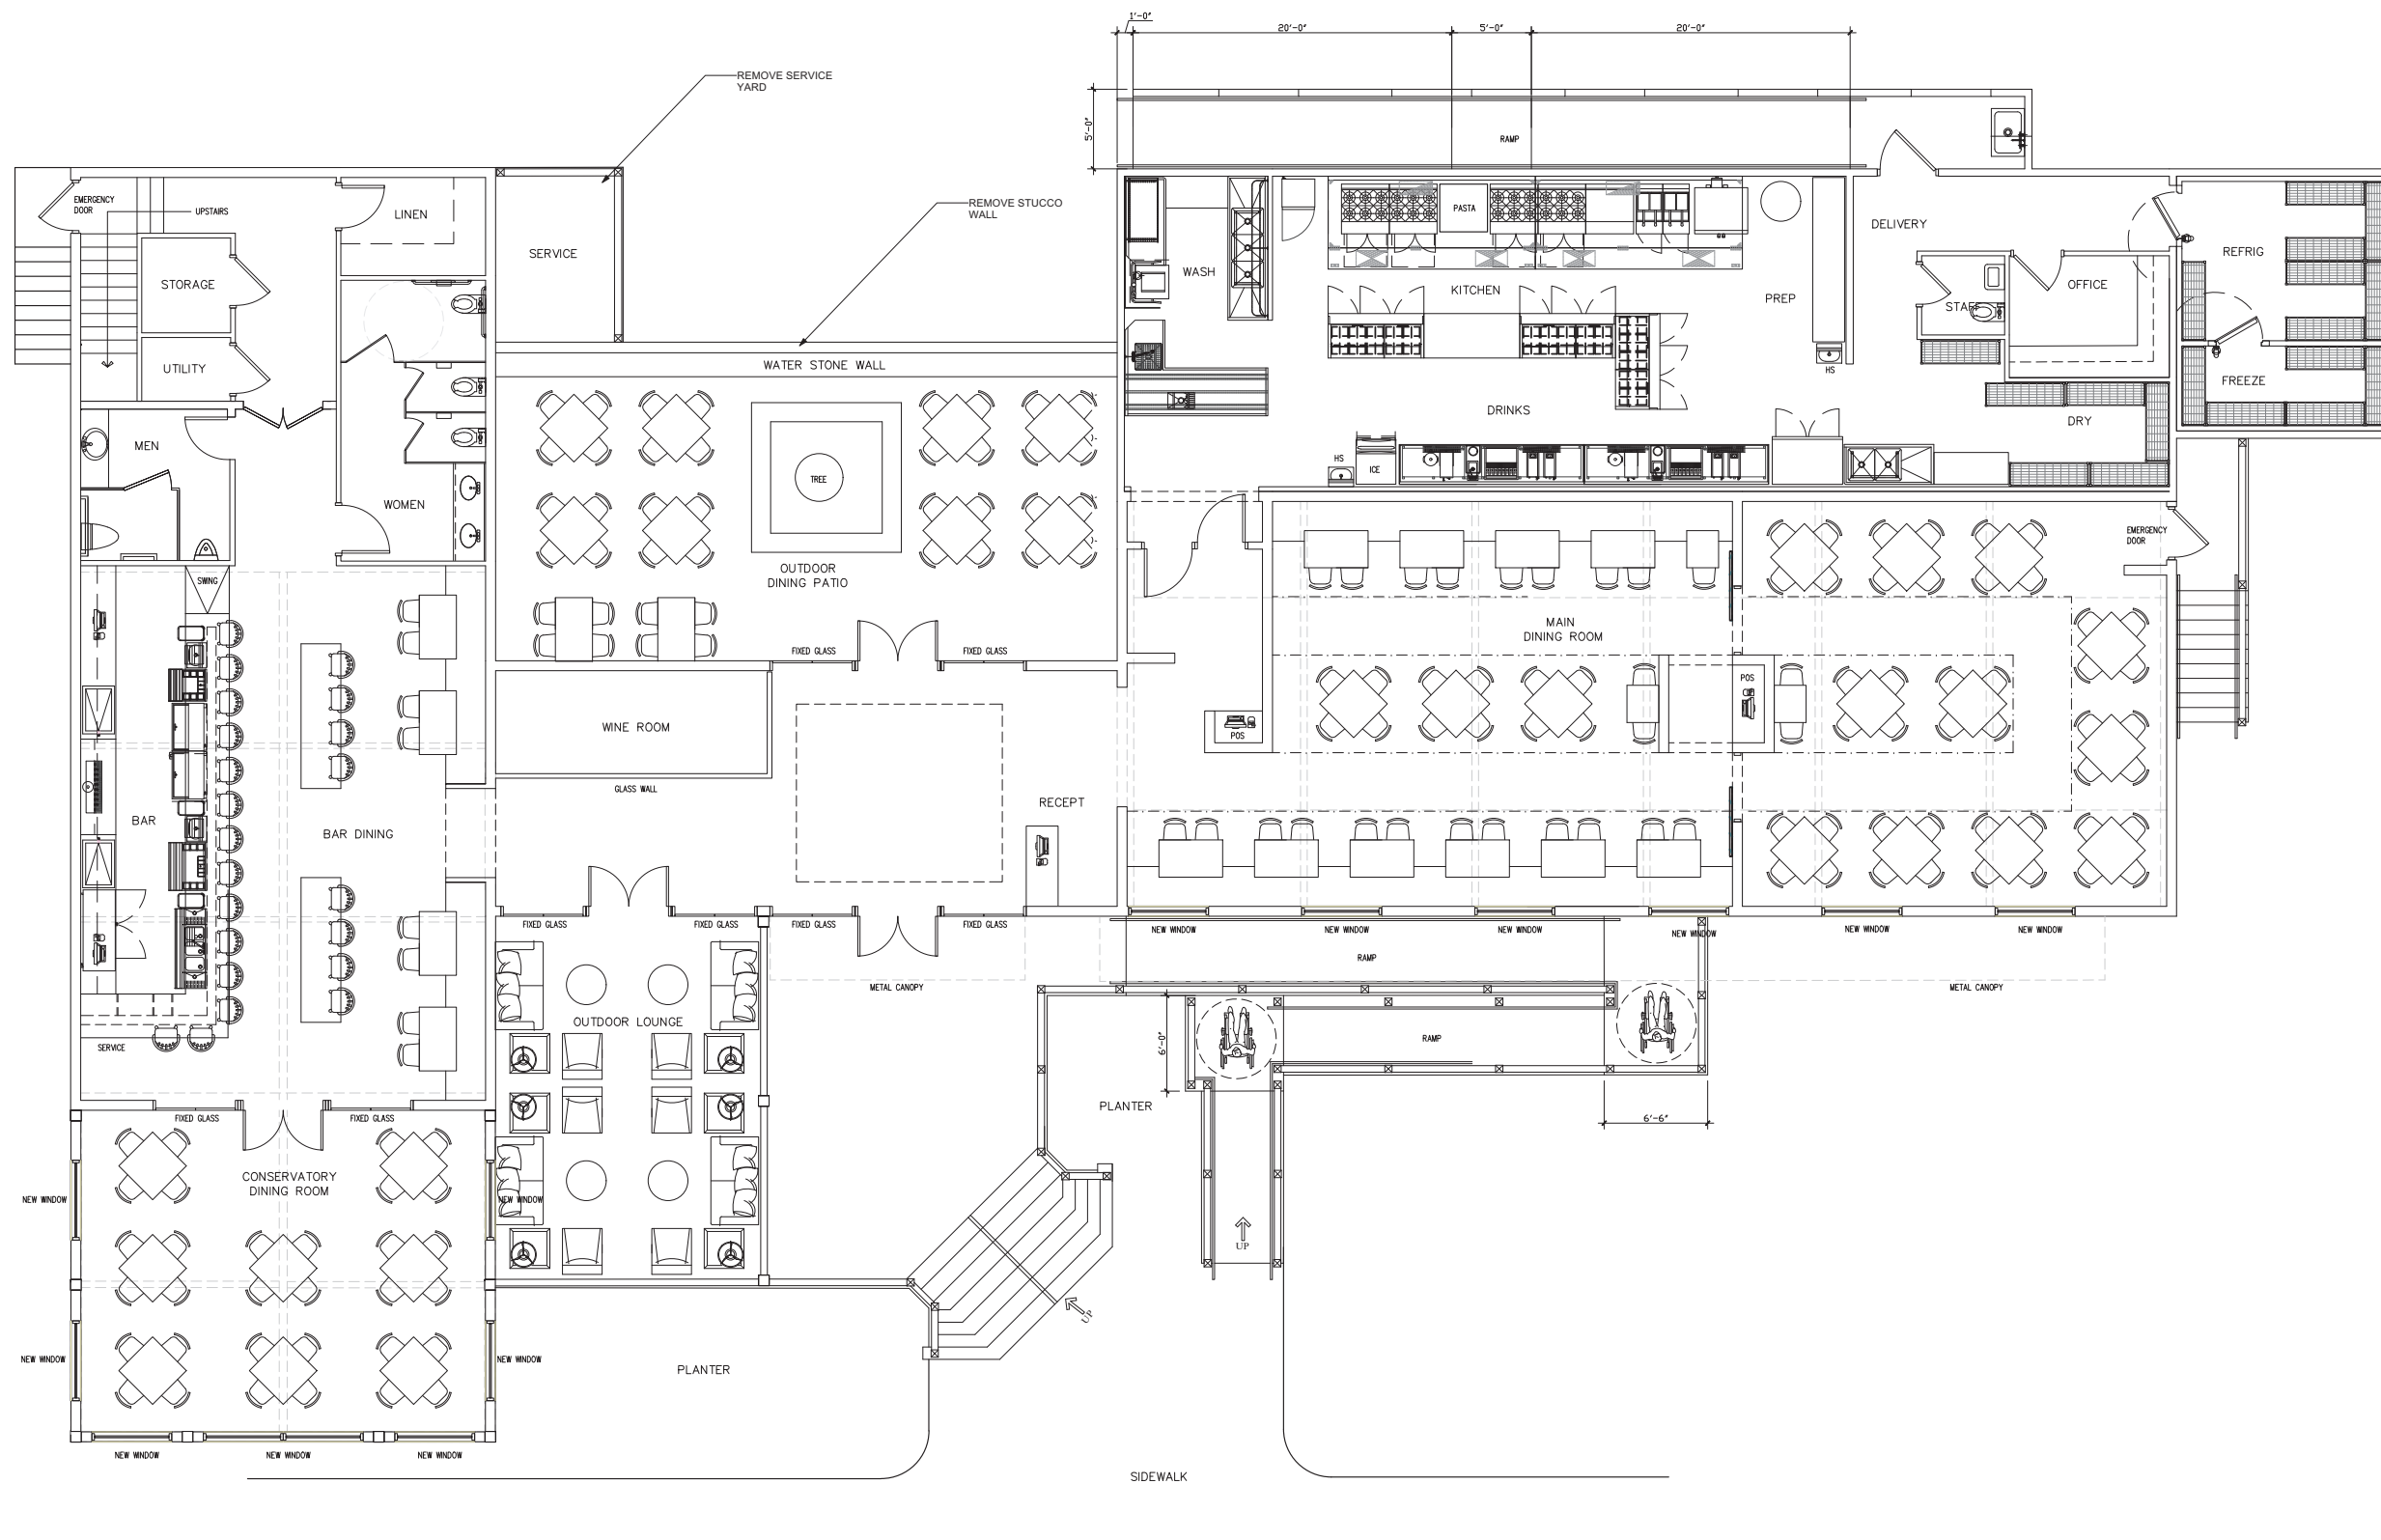 1'-0"
20'-0"
5'-0"
20'-0"
REMOVE SERVICE
YARD
5'-0"
RAMP
EMERGENCY
DOOR
UPSTAIRS
LINEN
REMOVE STUCCO
WALL
PASTA
DELIVERY
SERVICE
WASH
REFRIG
STORAGE
KITCHEN
PREP
OFFICE
STAFF
UTILITY
WATER STONE WALL
HS
FREEZE
DRINKS
DRY
MEN
HS
ICE
TREE
WOMEN
EMERGENCY
DOOR
OUTDOOR
DINING PATIO
SWING
MAIN
DINING ROOM
FIXED GLASS
FIXED GLASS
POS
WINE ROOM
POS
GLASS WALL
RECEPT
BAR
BAR DINING
FIXED GLASS
FIXED GLASS
FIXED GLASS
FIXED GLASS
NEW WINDOW
NEW WINDOW
NEW WINDOW
NEW WINDOW
NEW WINDOW
NEW WINDOW
RAMP
METAL CANOPY
METAL CANOPY
OUTDOOR LOUNGE
SERVICE
6'-0"
RAMP
PLANTER
FIXED GLASS
FIXED GLASS
6'-6"
CONSERVATORY
DINING ROOM
NEW WINDOW
NEW WINDOW
UP
UP
NEW WINDOW
NEW WINDOW
PLANTER
NEW WINDOW
NEW WINDOW
NEW WINDOW
SIDEWALK